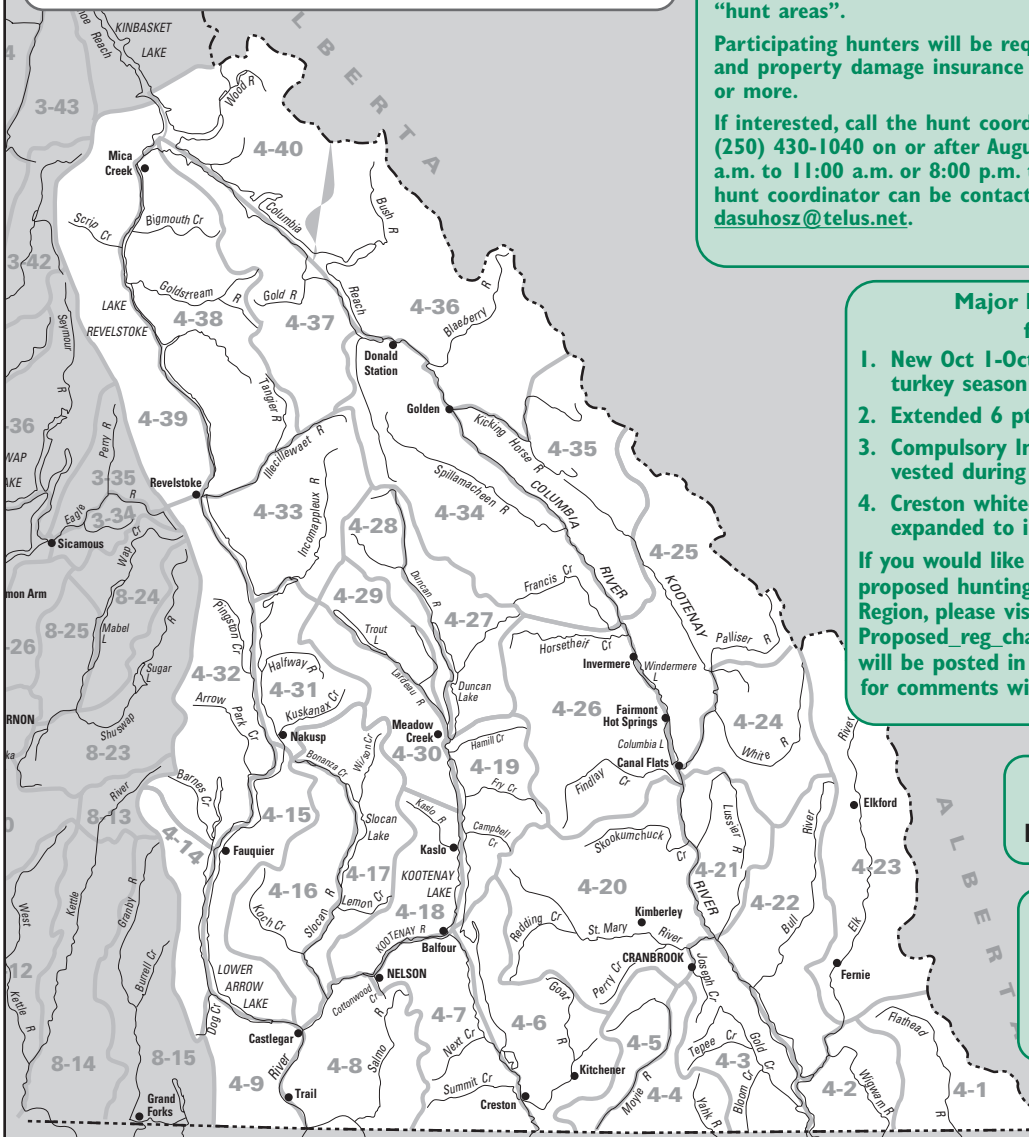 "hunt areas".
Participating hunters will be req
and property damage insurance
or more.
If interested, call the hunt coord
(250) 430-1040 on or after Augu
a.m. to 11:00 a.m. or 8:00 p.m.
hunt coordinator can be contact
dasuhosz@telus.net.
Major
1. New Oct 1-Oct
turkey season
2. Extended 6 pt
3. Compulsory In
vested during
4. Creston white
expanded to i
If you would like
proposed hunting
Region, please vis
Proposed_reg_cha
will be posted in
for comments wi
KINBASKET
LAKE
Reach
ALBERTA
3-43
Wood R
4-40
Mica
Creek
Columbia
Bush R
Scrip Cr
Bigmouth Cr
3-42
Goldstream R
Gold R
Reach
LAKE
REVELSTOKE
4-38
4-37
4-36
Blaeberry R
Seymour R
Donald
Station
Tangier R
Golden
4-39
Kicking Horse R
4-35
Perry R
3-35
Illecillewaet R
Revelstoke
Spillamacheen R
COLUMBIA
RIVER
Eagle R
3-34
4-33
Incomappleux R
4-28
4-34
Sicamous
Wap Cr
4-25
mon Arm
8-24
Pingston Cr
4-29
Duncan R
Francis Cr
KOOTENAY
8-25
Mabel
L
Trout
L
4-27
Palliser R
Horsethief Cr
Invermere
Windermere
L
Sugar
L
4-32
Halfway R
Lardeau R
Duncan
Lake
Arrow Park Cr
4-31
Kuskanax Cr
4-26
Fairmont
Hot Springs
4-24
RNON
Shuswap River
Nakusp
Meadow
Creek
White R
8-23
Bonanza Cr
Wilson Cr
4-30
Hamill Cr
Columbia L
Canal Flats
4-19
Findlay Cr
Barnes Cr
8-13
4-15
Kaslo R
Fry Cr
Elkford
4-14
Slocan
Lake
Lussier R
River
Fauquier
Campbell
Cr
Skookumchuck Cr
4-23
Kaslo
4-17
KOOTENAY
LAKE
4-21
4-16
Lemon Cr
4-20
4-22
Koch Cr
Slocan R
4-18
RIVER
Kimberley
West
Kettle
Granby R
KOOTENAY R
Balfour
Redding Cr
St. Mary River
Bull River
Elk River
CRANBROOK
LOWER
ARROW
LAKE
NELSON
Perry Cr
Joseph Cr
Fernie
Burrell Cr
Cottonwood
Cr
Goat R
Kettle R
Dog Cr
4-7
4-6
Flathead R
Castlegar
4-5
Tepee Cr
Gold Cr
4-3
8-14
8-15
4-8
Salmo R
Next Cr
Kitchener
River
4-9
Summit Cr
Moyie R
4-4
Bloom Cr
4-2
Wigwam R
4-1
Grand
Forks
Trail
Creston
Yahk R
ALBERTA